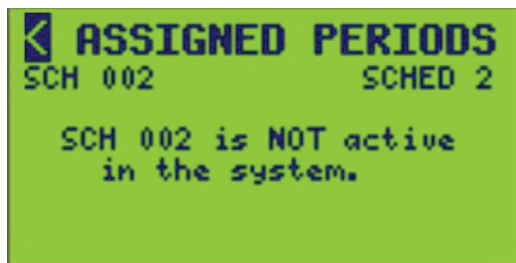 < ASSIGNED PERIODS
SCH 002 SCHED 2
SCH 002 is NOT active
in the system.